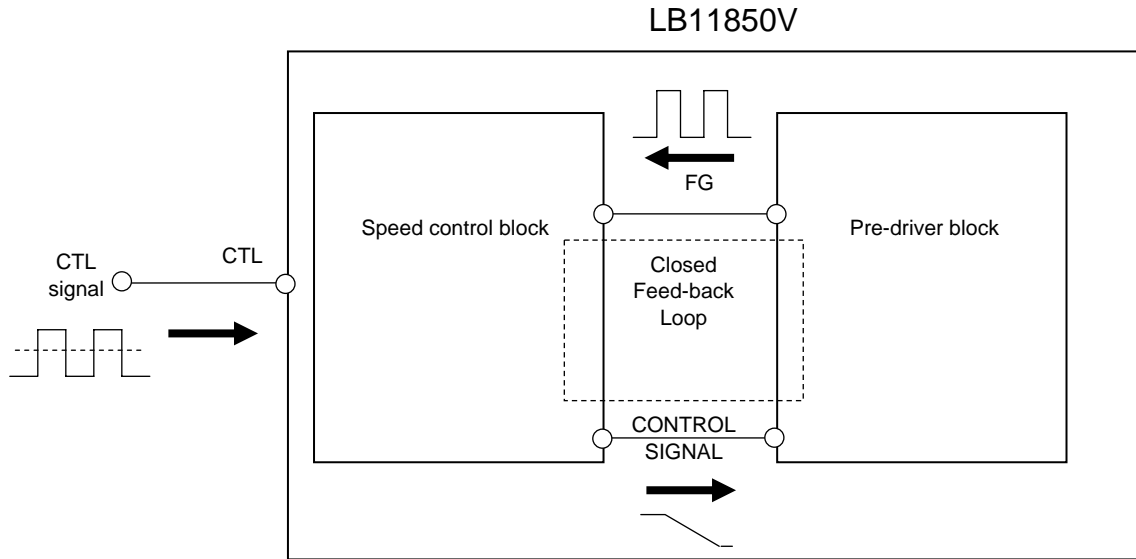 LB11850V
FG
Speed control block
Pre-driver block
CTL
signal
CTL
Closed
Feed-back
Loop
CONTROL
SIGNAL